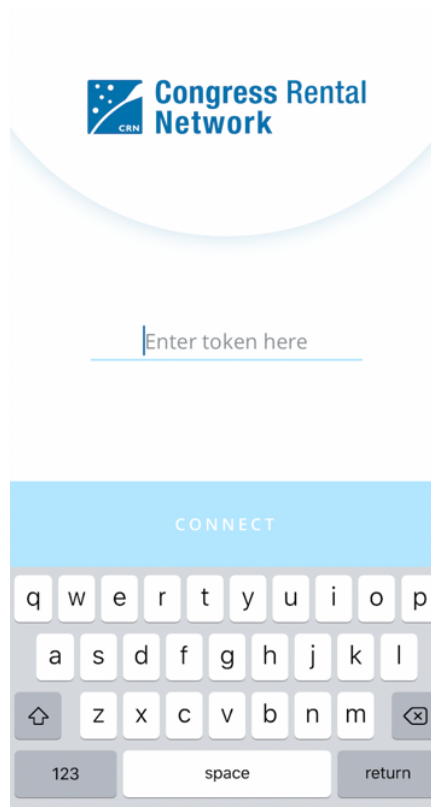 Congress Rental
Network
CRN
Enter token here
CONNECT
q w e r t y u i o p
a s d f g h j k l
z x c v b n m
123 space return